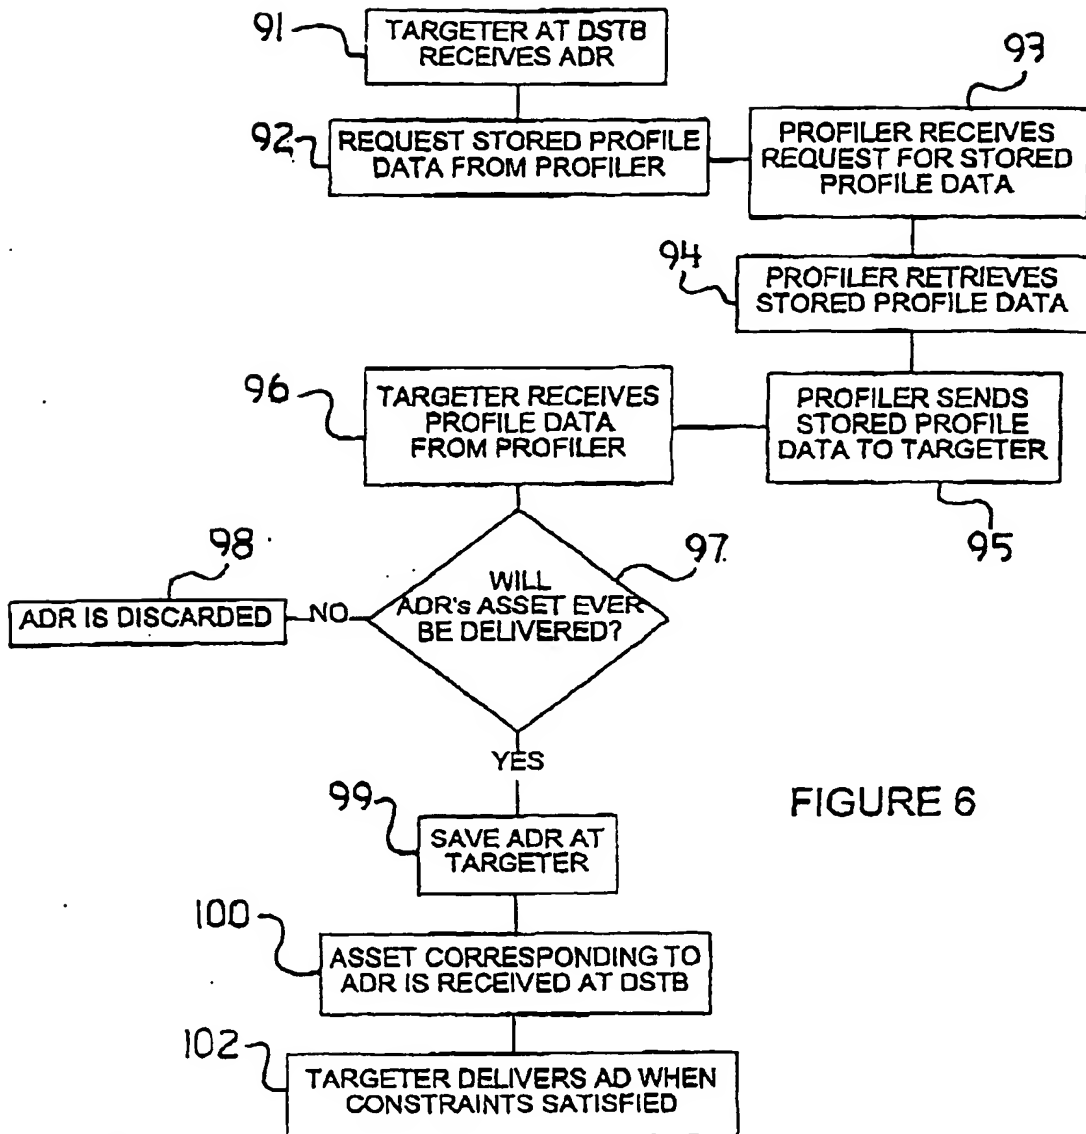 91
TARGETER AT DSTB
RECEIVES ADR
92
REQUEST STORED PROFILE
DATA FROM PROFILER
93
PROFILER RECEIVES
REQUEST FOR STORED
PROFILE DATA
94
PROFILER RETRIEVES
STORED PROFILE DATA
PROFILER SENDS
STORED PROFILE
DATA TO TARGETER
95
96
TARGETER RECEIVES
PROFILE DATA
FROM PROFILER
97
WILL
ADR's ASSET EVER
BE DELIVERED?
98
NO
ADR IS DISCARDED
YES
99
SAVE ADR AT
TARGETER
FIGURE 6
100
ASSET CORRESPONDING TO
ADR IS RECEIVED AT DSTB
102
TARGETER DELIVERS AD WHEN
CONSTRAINTS SATISFIED